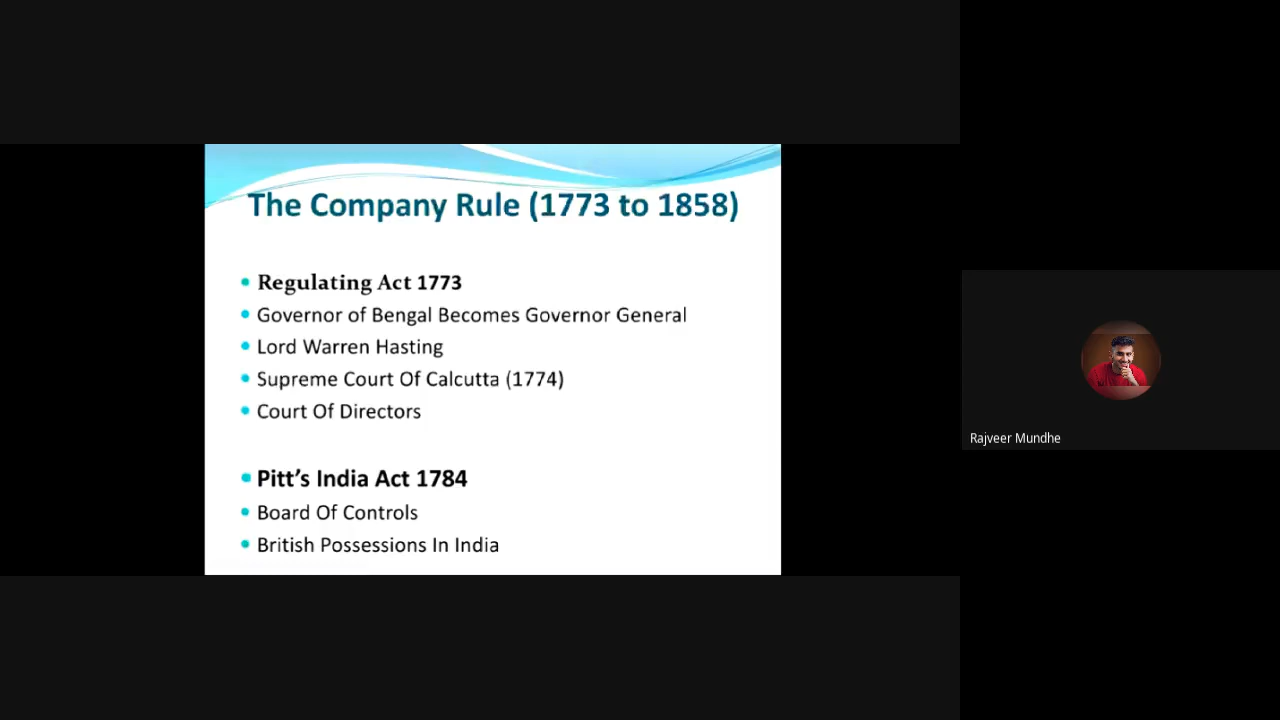 The Company Rule (1773 to 1858)
Regulating Act 1773
Governor of Bengal Becomes Governor General
Lord Warren Hasting
Supreme Court Of Calcutta (1774)
Court Of Directors
Pitt’s India Act 1784
Board Of Controls
British Possessions In India
Rajveer Mundhe